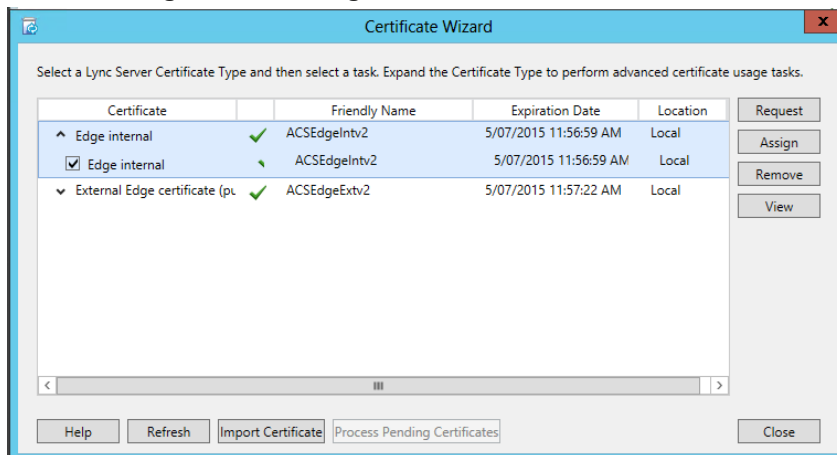 Certificate Wizard
x
Select a Lync Server Certificate Type and then select a task. Expand the Certificate Type to perform advanced certificate usage tasks.
Certificate Friendly Name Expiration Date Location
Edge internal ACSEdgeIntv2 5/07/2015 11:56:59 AM Local
Edge internal ACSEdgeIntv2 5/07/2015 11:56:59 AM Local
External Edge certificate (pu ACSEdgeExtv2 5/07/2015 11:57:22 AM Local
Request
Assign
Remove
View
Help Refresh Import Certificate Process Pending Certificates Close